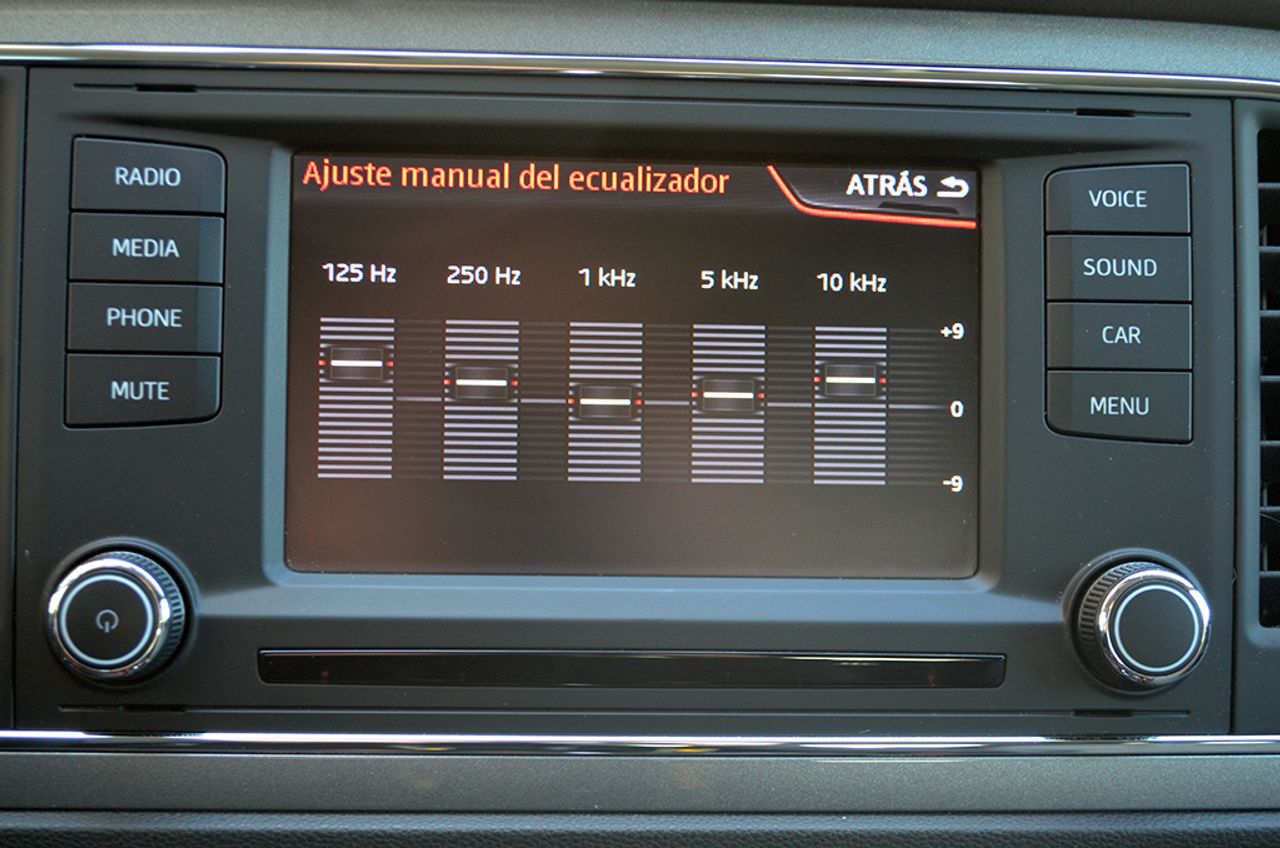 RADIO
MEDIA
PHONE
MUTE
Ajuste manual del ecualizador
ATRÁS
125 Hz 250 Hz 1 kHz 5 kHz 10 kHz
+9
0
-9
VOICE
SOUND
CAR
MENU